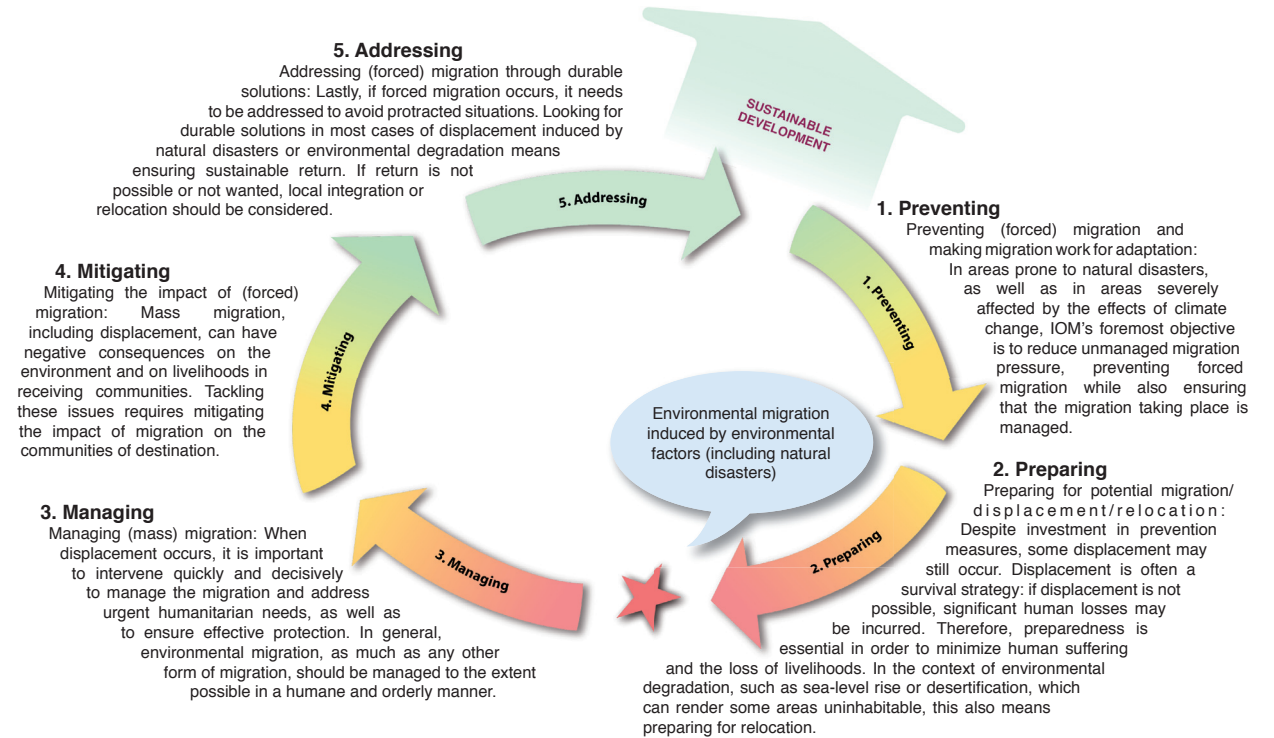 5. Addressing
Addressing (forced) migration through durable
solutions: Lastly, if forced migration occurs, it needs
to be addressed to avoid protracted situations. Looking for
durable solutions in most cases of displacement induced by
natural disasters or environmental degradation means
ensuring sustainable return. If return is not
possible or not wanted, local integration or
relocation should be considered.
SUSTAINABLE
DEVELOPMENT
5. Addressing
1. Preventing
Preventing (forced) migration and
making migration work for adaptation:
In areas prone to natural disasters,
as well as in areas severely
affected by the effects of climate
change, IOM's foremost objective
is to reduce unmanaged migration
pressure, preventing forced
migration while also ensuring
that the migration taking place is
managed.
1. Preventing
4. Mitigating
Mitigating the impact of (forced)
migration: Mass migration,
including displacement, can have
negative consequences on the
environment and on livelihoods in
receiving communities. Tackling
these issues requires mitigating
the impact of migration on the
communities of destination.
4. Mitigating
Environmental migration
induced by environmental
factors (including natural
disasters)
2. Preparing
Preparing for potential migration/
displacement/relocation:
Despite investment in prevention
measures, some displacement may
still occur. Displacement is often a
survival strategy: if displacement is not
possible, significant human losses may
be incurred. Therefore, preparedness is
essential in order to minimize human suffering
and the loss of livelihoods. In the context of environmental
degradation, such as sea-level rise or desertification, which
can render some areas uninhabitable, this also means
preparing for relocation.
2. Preparing
3. Managing
Managing (mass) migration: When
displacement occurs, it is important
to intervene quickly and decisively
to manage the migration and address
urgent humanitarian needs, as well as
to ensure effective protection. In general,
environmental migration, as much as any other
form of migration, should be managed to the extent
possible in a humane and orderly manner.
3. Managing